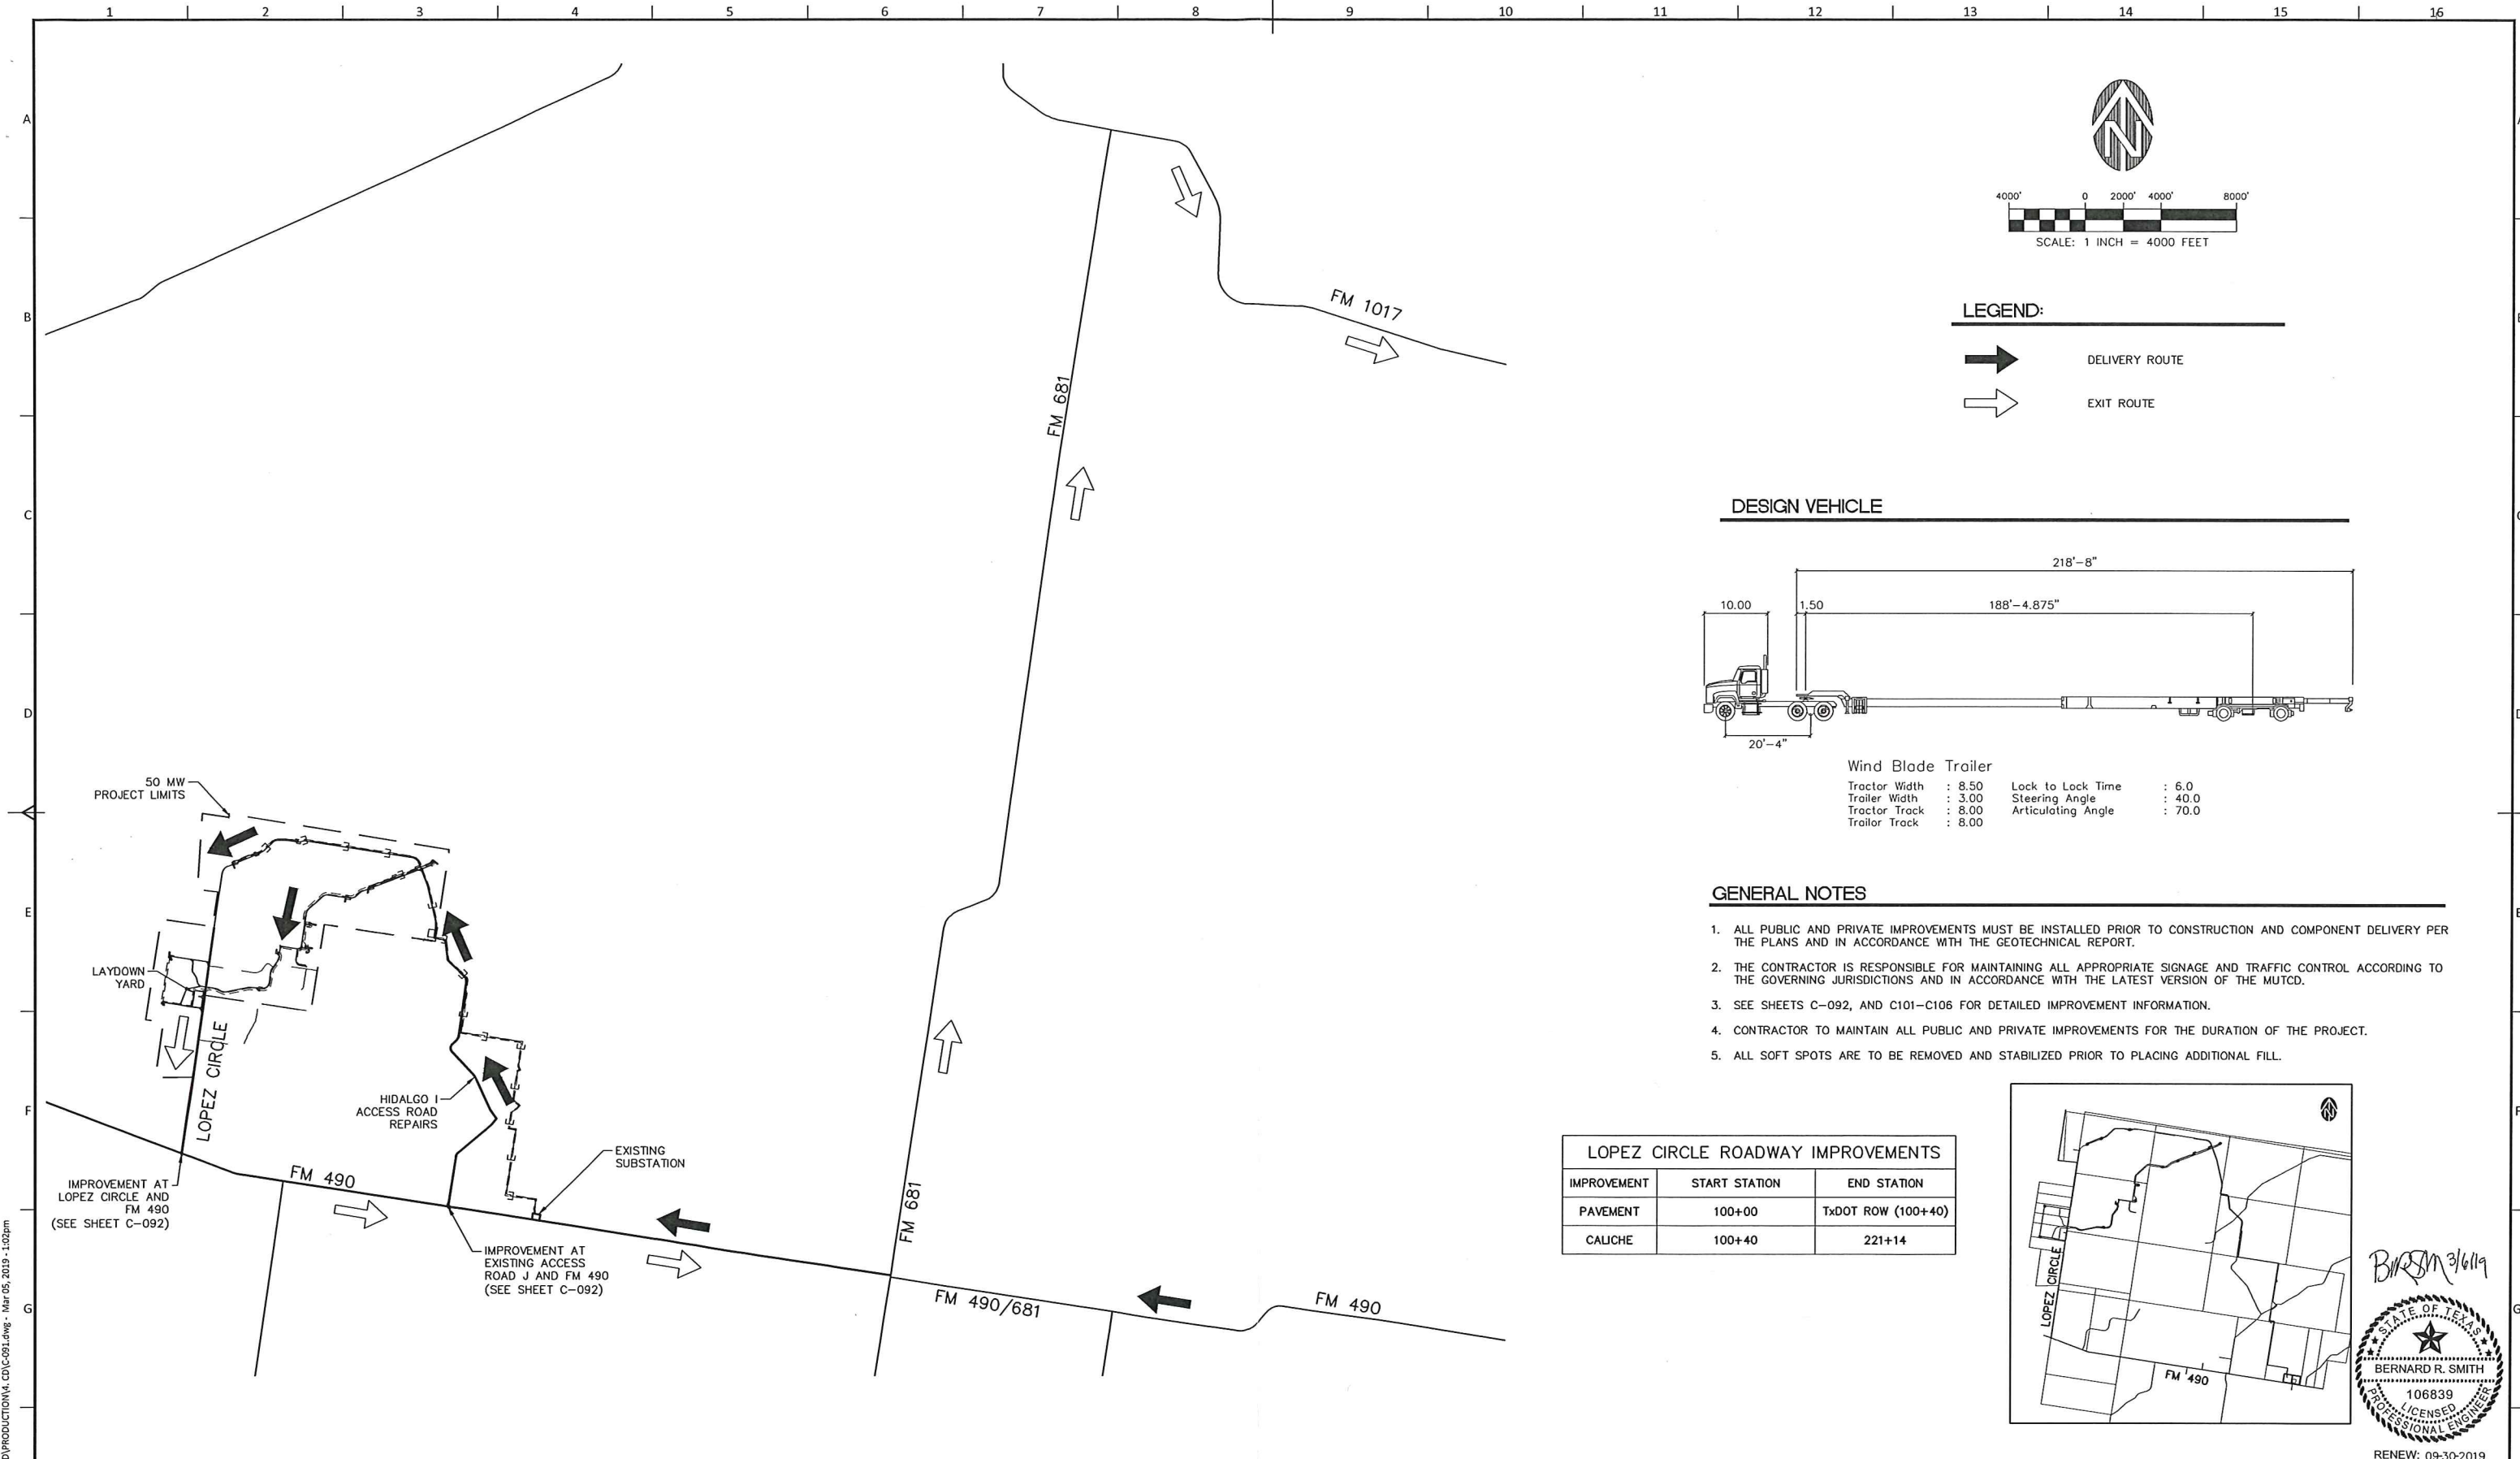 1 2 3 4 5 6 7 8 9 10 11 12 13 14 15 16
A
B
C
D
E
F
G
4000' 0 2000' 4000' 8000'
SCALE: 1 INCH = 4000 FEET
LEGEND:
DELIVERY ROUTE
EXIT ROUTE
FM 1017
FM 681
DESIGN VEHICLE
218'-8"
10.00 1.50 188'-4.875"
20'-4"
Wind Blade Trailer
Tractor Width : 8.50 Lock to Lock Time : 6.0
Trailer Width : 3.00 Steering Angle : 40.0
Tractor Track : 8.00 Articulating Angle : 70.0
Trailor Track : 8.00
50 MW
PROJECT LIMITS
LAYDOWN
YARD
LOPEZ CIRCLE
HIDALGO I
ACCESS ROAD
REPAIRS
EXISTING
SUBSTATION
IMPROVEMENT AT
LOPEZ CIRCLE AND
FM 490
(SEE SHEET C-092)
FM 490
IMPROVEMENT AT
EXISTING ACCESS
ROAD J AND FM 490
(SEE SHEET C-092)
FM 681
FM 490/681
FM 490
GENERAL NOTES
1. ALL PUBLIC AND PRIVATE IMPROVEMENTS MUST BE INSTALLED PRIOR TO CONSTRUCTION AND COMPONENT DELIVERY PER
THE PLANS AND IN ACCORDANCE WITH THE GEOTECHNICAL REPORT.
2. THE CONTRACTOR IS RESPONSIBLE FOR MAINTAINING ALL APPROPRIATE SIGNAGE AND TRAFFIC CONTROL ACCORDING TO
THE GOVERNING JURISDICTIONS AND IN ACCORDANCE WITH THE LATEST VERSION OF THE MUTCD.
3. SEE SHEETS C-092, AND C101-C106 FOR DETAILED IMPROVEMENT INFORMATION.
4. CONTRACTOR TO MAINTAIN ALL PUBLIC AND PRIVATE IMPROVEMENTS FOR THE DURATION OF THE PROJECT.
5. ALL SOFT SPOTS ARE TO BE REMOVED AND STABILIZED PRIOR TO PLACING ADDITIONAL FILL.
LOPEZ CIRCLE ROADWAY IMPROVEMENTS
IMPROVEMENT START STATION END STATION
PAVEMENT 100+00 TxDOT ROW (100+40)
CALICHE 100+40 221+14
LOPEZ CIRCLE
FM 490
3/6/19
STATE OF TEXAS
BERNARD R. SMITH
106839
LICENSED
PROFESSIONAL ENGINEER
RENEW: 09-30-2019
D\PRODUCTION\4. CD\C-091.dwg - Mar 05, 2019 - 1:02pm